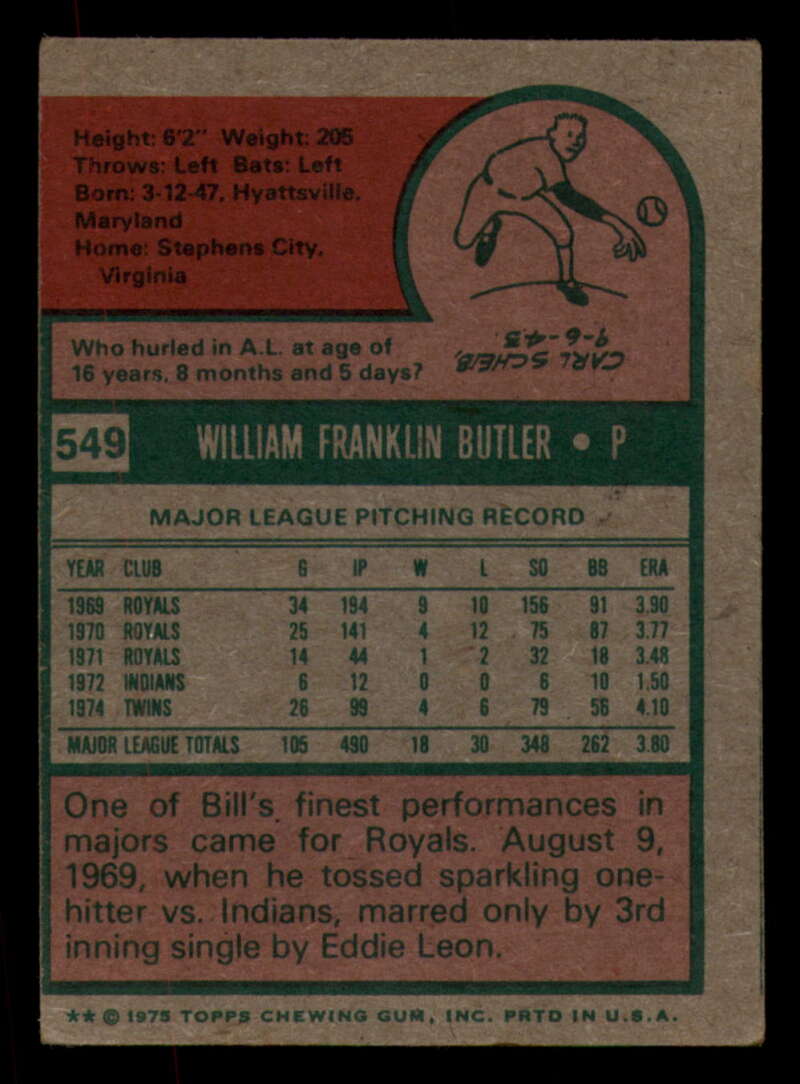 Height: 6'2" Weight: 205
Throws: Left Bats: Left
Born: 3-12-47, Hyattsville,
Maryland
Home: Stephens City,
Virginia
Who hurled in A.L. at age of
16 years, 8 months and 5 days?
CARL SCHEIB,
9-6-43.
549 WILLIAM FRANKLIN BUTLER • P
MAJOR LEAGUE PITCHING RECORD
YEAR CLUB G IP W L SO BB ERA
1969 ROYALS 34 194 9 10 156 91 3.90
1970 ROYALS 25 141 4 12 75 87 3.77
1971 ROYALS 14 44 1 2 32 18 3.48
1972 INDIANS 6 12 0 0 6 10 1.50
1974 TWINS 26 99 4 6 79 56 4.10
MAJOR LEAGUE TOTALS 105 490 18 30 348 262 3.80
One of Bill's finest performances in
majors came for Royals. August 9,
1969, when he tossed sparkling one-
hitter vs. Indians, marred only by 3rd
inning single by Eddie Leon.
** © 1975 TOPPS CHEWING GUM, INC. PRTD IN U.S.A.